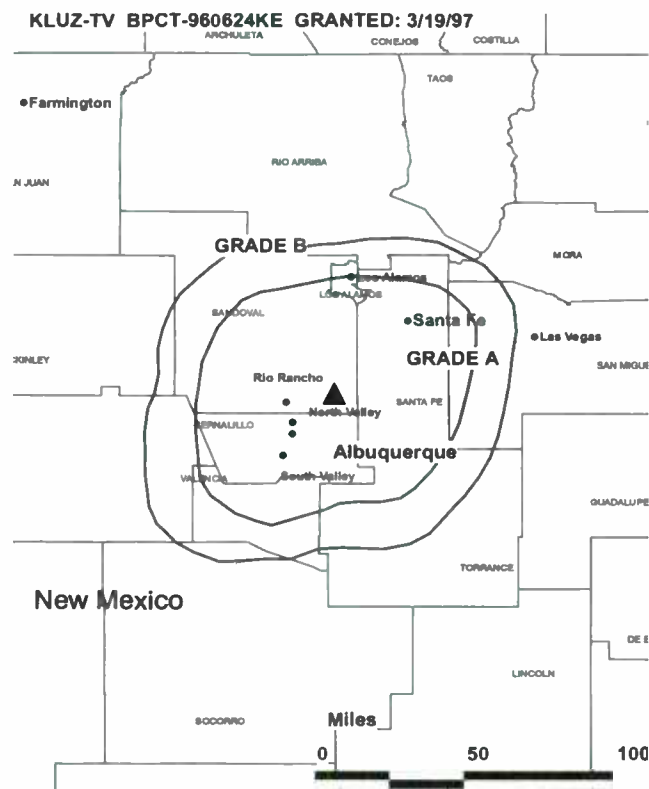 KLUZ-TV BPCT-960624KE GRANTED: 3/19/97
ARCHULETA
CONEJOS
COSTILLA
TAOS
Farmington
RIO ARRIBA
N JUAN
GRADE B
MORA
Los Alamos
LOS ALAMOS
SANDOVAL
Santa Fe
Las Vegas
GRADE A
KINLEY
SAN MIGUE
Rio Rancho
SANTA FE
North Valley
BERNALILLO
Albuquerque
VALENCIA
South Valley
GUADALUPE
TORRANCE
New Mexico
DE B
LINCOLN
SOCORRO
Miles
0 50 100